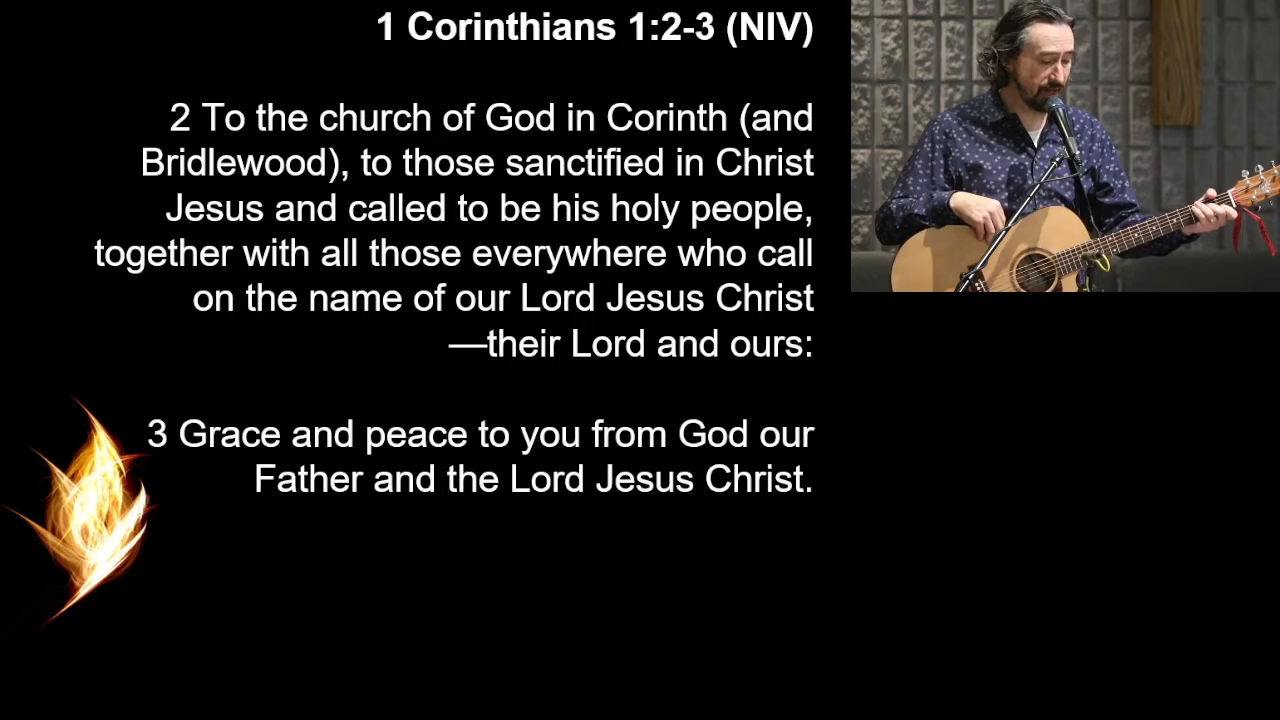 1 Corinthians 1:2-3 (NIV)
2 To the church of God in Corinth (and
Bridlewood), to those sanctified in Christ
Jesus and called to be his holy people,
together with all those everywhere who call
on the name of our Lord Jesus Christ
—their Lord and ours:
3 Grace and peace to you from God our
Father and the Lord Jesus Christ.